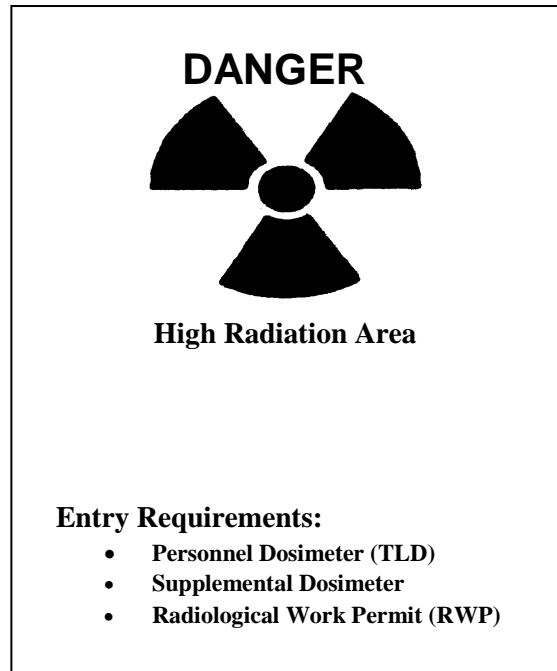 DANGER
High Radiation Area
Entry Requirements:
• Personnel Dosimeter (TLD)
• Supplemental Dosimeter
• Radiological Work Permit (RWP)